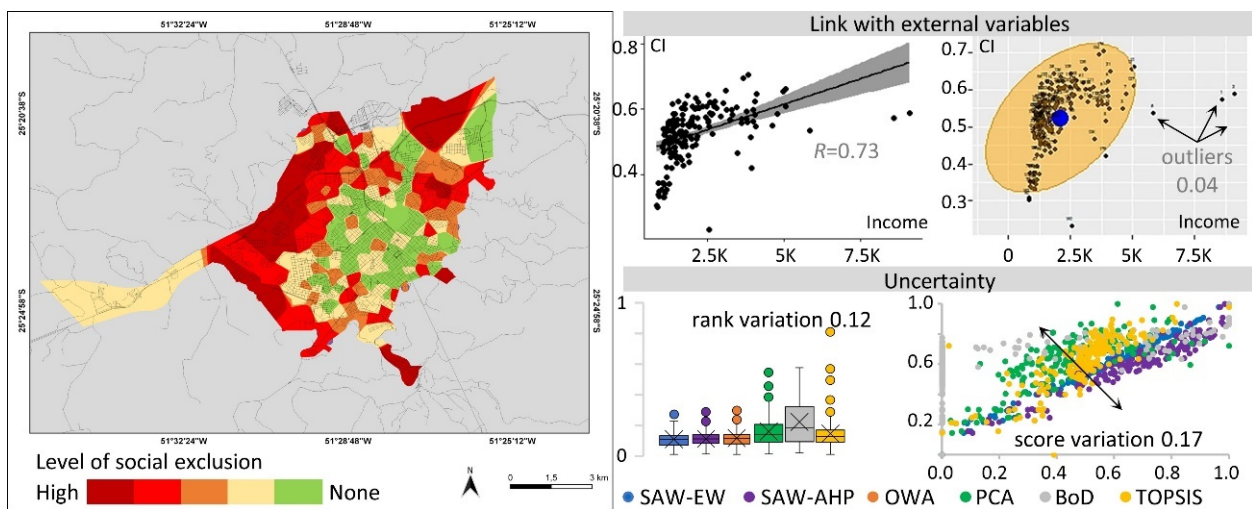 51°32'24"W 51°28'48"W 51°25'12"W
25°20'38"S
25°20'38"S
25°24'58"S
25°24'58"S
51°32'24"W 51°28'48"W 51°25'12"W
Level of social exclusion
High None
N
0 1,5 3 km
Link with external variables
0.8 CI
0.6
0.4
R=0.73
Income
2.5K 5K 7.5K
0.7 CI
0.6
0.5
0.4
0.3
outliers
0.04
Income
0 2.5K 5K 7.5K
Uncertainty
1
rank variation 0.12
0
1.0
0.6
0.2
score variation 0.17
0.0 0.2 0.4 0.6 0.8 1.0
SAW-EW SAW-AHP OWA PCA BoD TOPSIS